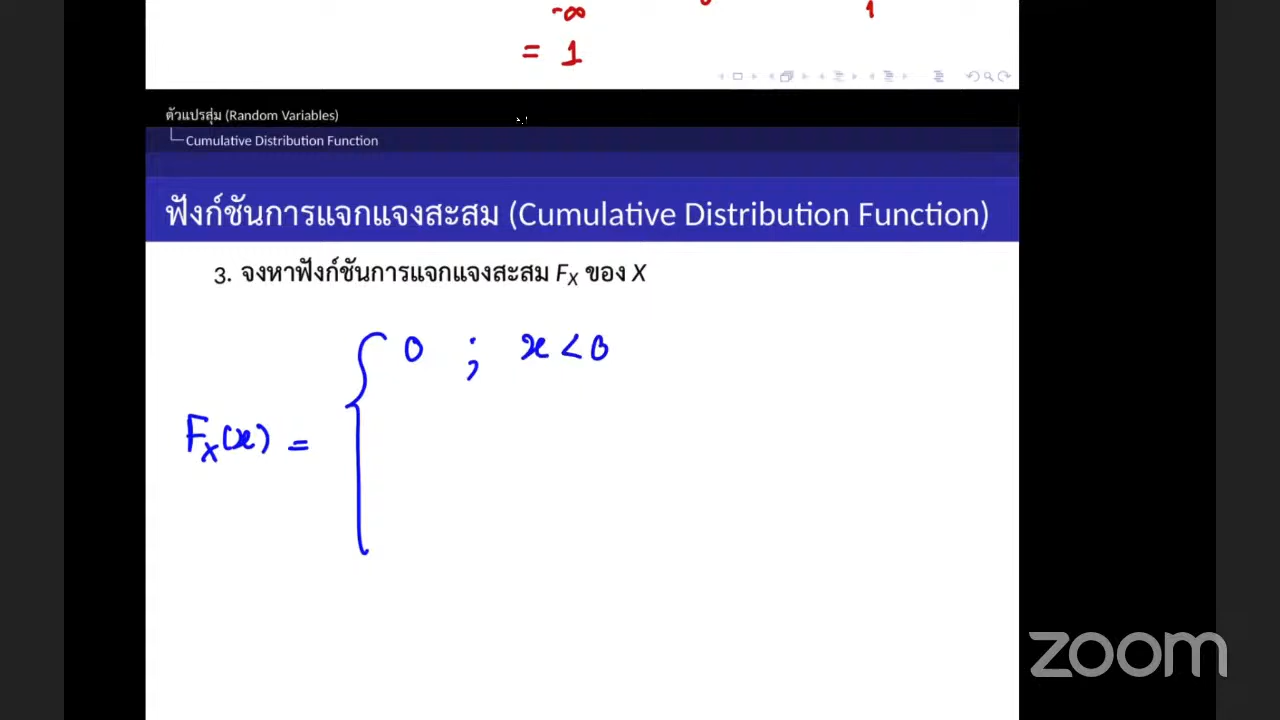 -∞ 1
= 1
ตัวแปรสุ่ม (Random Variables)
Cumulative Distribution Function
ฟังก์ชันการแจกแจงสะสม (Cumulative Distribution Function)
3. จงหาฟังก์ชันการแจกแจงสะสม FX ของ X
0 ; x < 0
FX(x) =
zoom